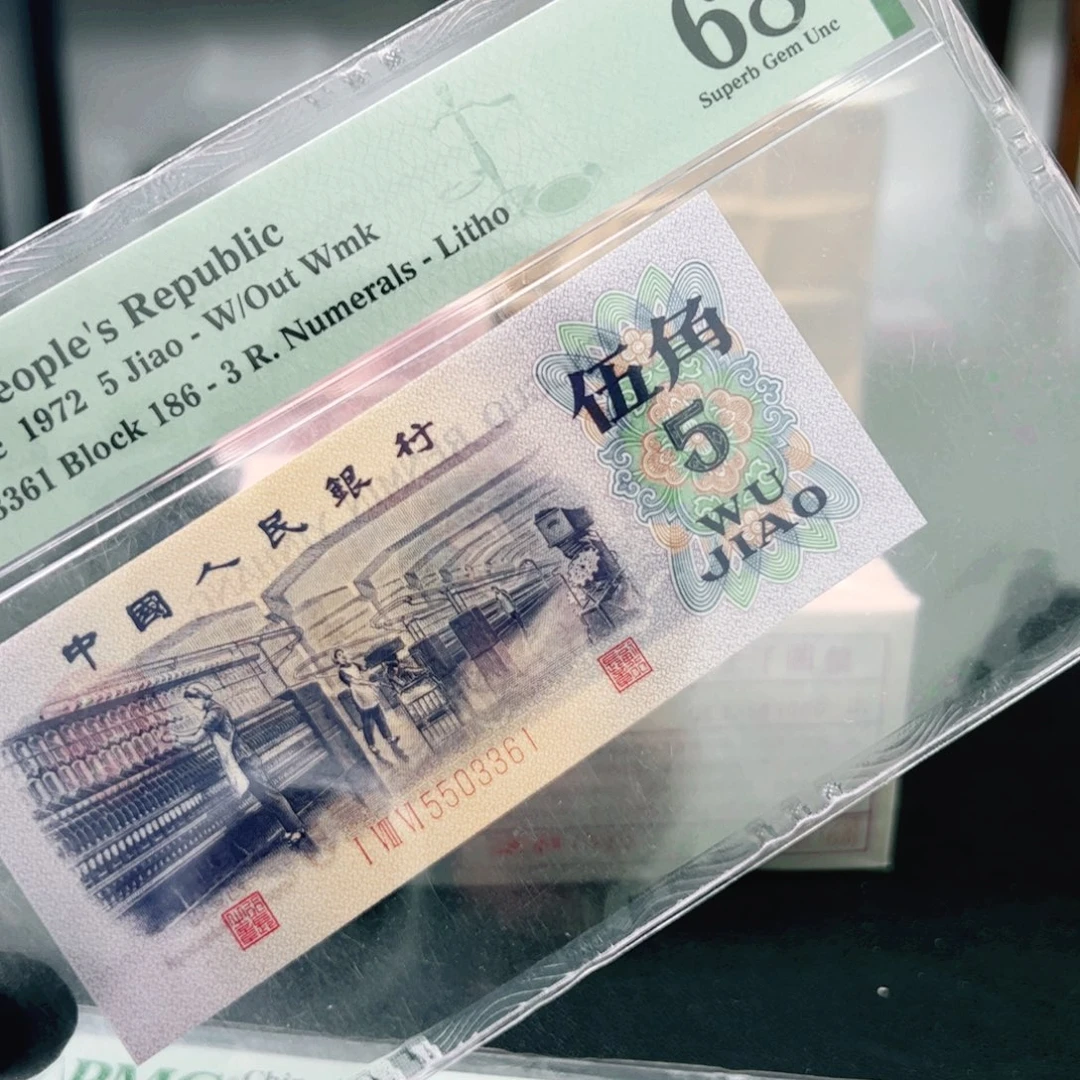 68
Superb Gem Unc
eople's Republic
1972 5 Jiao - W/Out Wmk
3361 Block 186 - 3 R. Numerals - Litho
中國人民銀行
伍角
5
WU
JIAO
I VIII VI 5503361
PMG